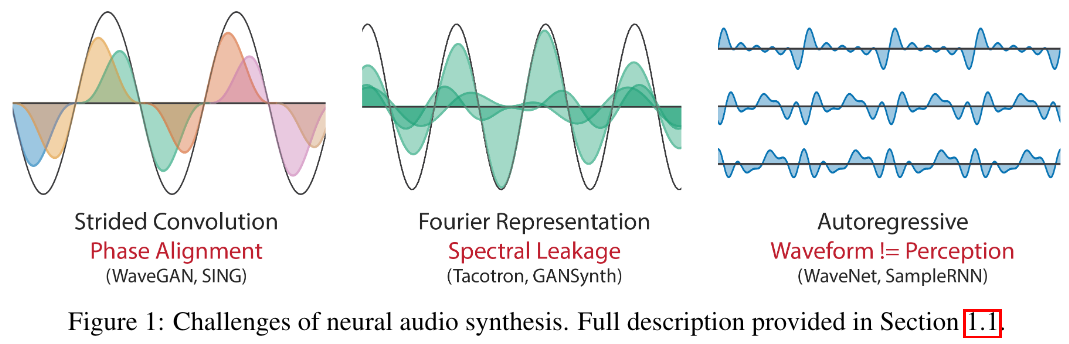 Strided Convolution
Phase Alignment
(WaveGAN, SING)
Fourier Representation
Spectral Leakage
(Tacotron, GANSynth)
Autoregressive
Waveform != Perception
(WaveNet, SampleRNN)
Figure 1: Challenges of neural audio synthesis. Full description provided in Section 1.1.